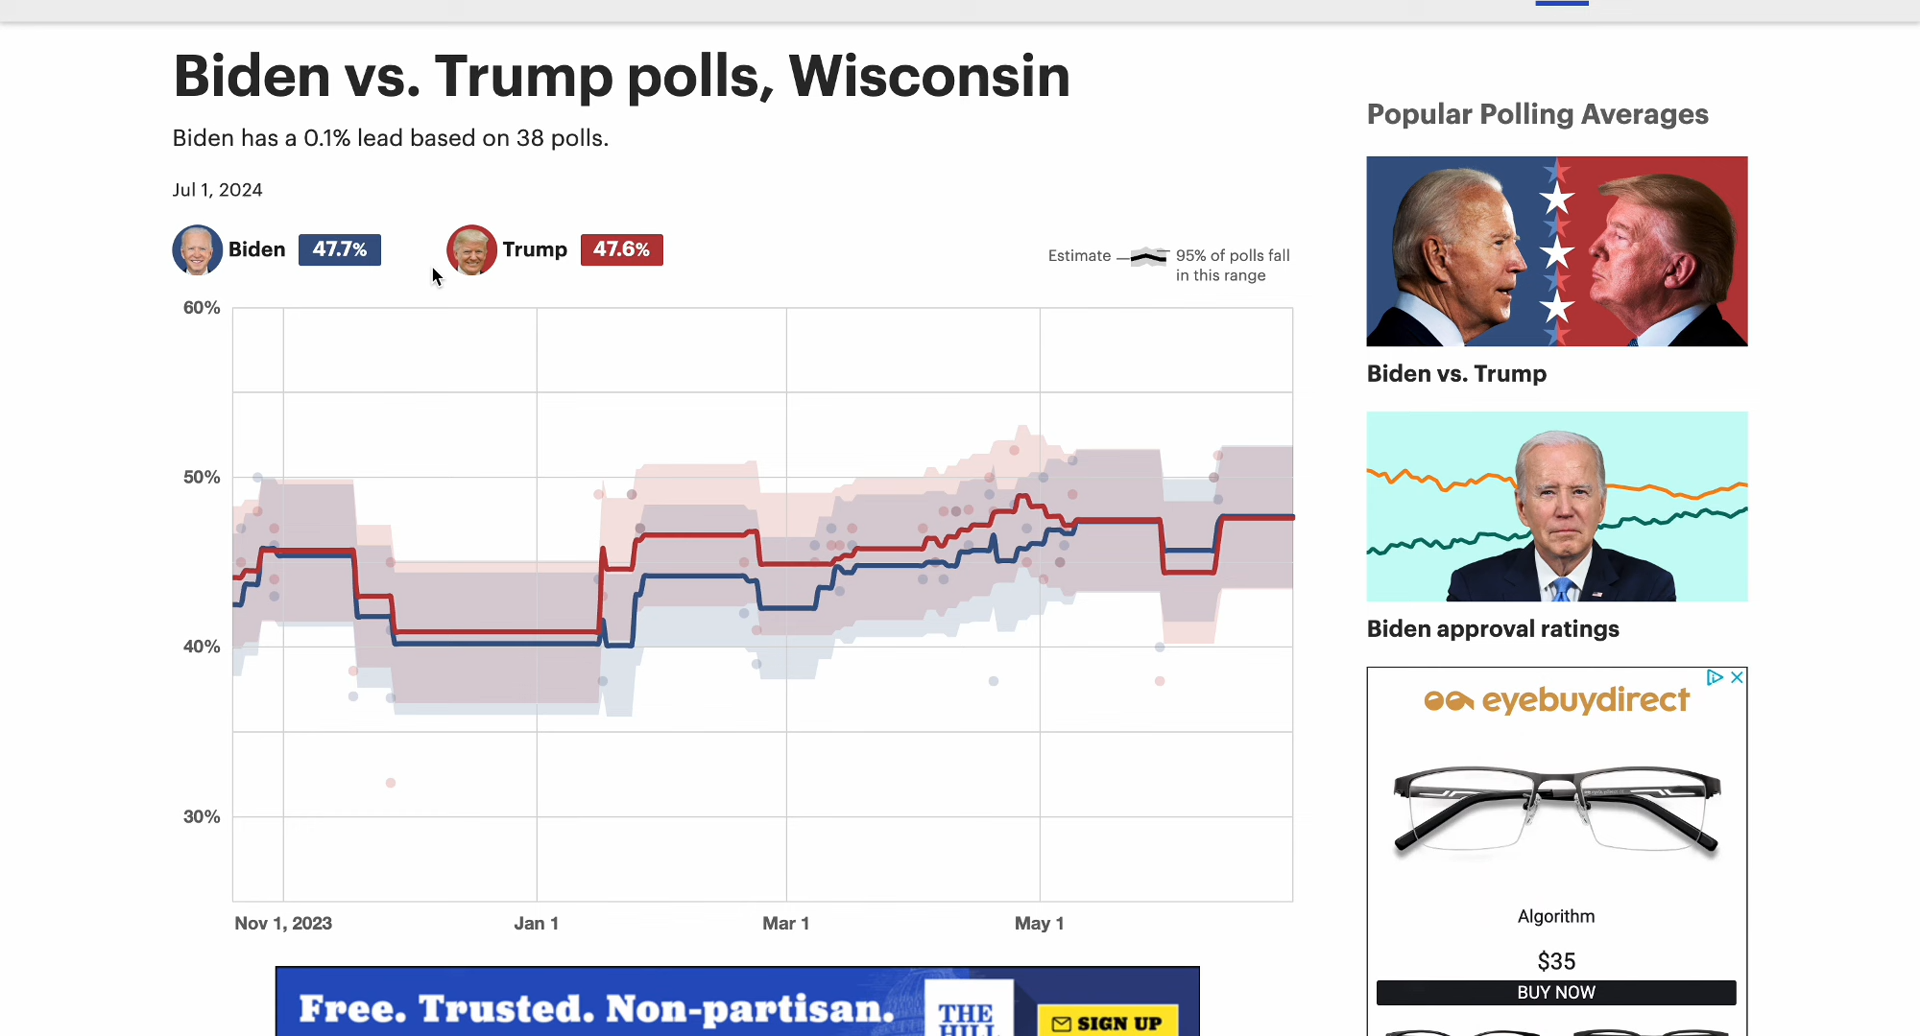 Biden vs. Trump polls, Wisconsin
Biden has a 0.1% lead based on 38 polls.
Jul 1, 2024
Biden 47.7% Trump 47.6%
Estimate 95% of polls fall
in this range
60%
50%
40%
30%
Nov 1, 2023 Jan 1 Mar 1 May 1
Free. Trusted. Non-partisan.
THE
HILL
SIGN UP
Popular Polling Averages
Biden vs. Trump
Biden approval ratings
eyebuydirect
Algorithm
$35
BUY NOW